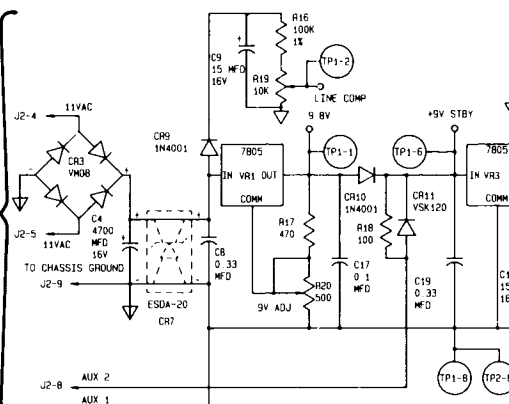 R16
100K
1%
C9
15 MFD
16V
TP1-2
R19
10K
LINE COMP
11VAC
J2-4
9 8V
+9V STBY
CR9
1N4001
7805
TP1-1
TP1-6
7805
CR3
VM08
IN VR1 OUT
COMM
CR10
1N4001
CR11
VSK120
IN VR3
COMM
C4
4700
MFD
16V
R17
470
R18
100
J2-5
11VAC
C8
0.33
MFD
C17
0 1
MFD
C19
0.33
MFD
C1
15
16
TO CHASSIS GROUND
J2-9
ESDA-20
CR7
9V ADJ
R20
500
TP1-8
TP2-
J2-8
AUX 2
AUX 1